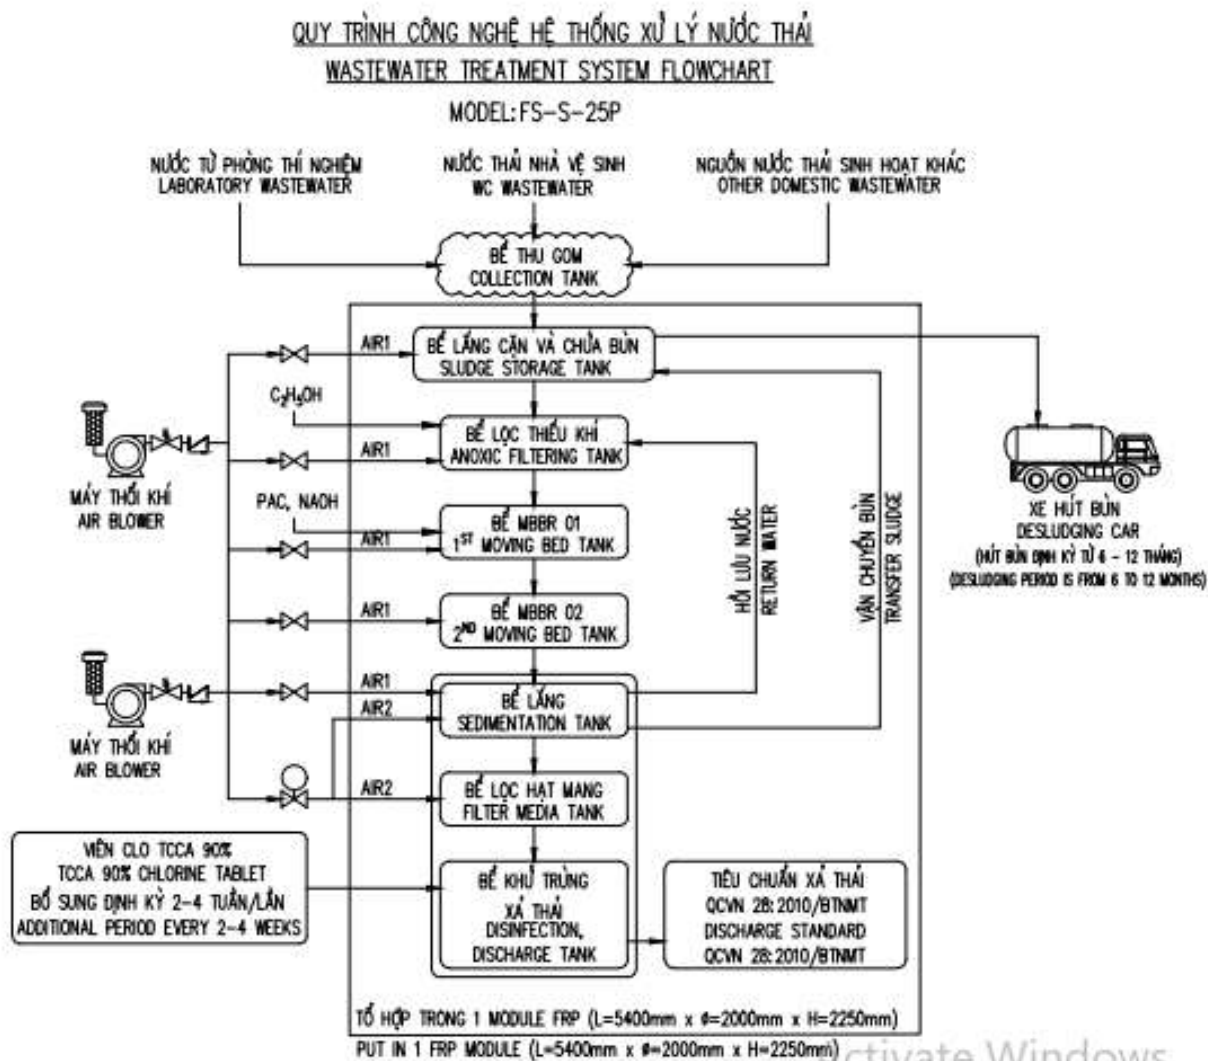 QUY TRÌNH CÔNG NGHỆ HỆ THỐNG XỬ LÝ NƯỚC THẢI
WASTEWATER TREATMENT SYSTEM FLOWCHART
MODEL:FS-S-25P
NƯỚC TỪ PHÒNG THÍ NGHIỆM
LABORATORY WASTEWATER
NƯỚC THẢI NHÀ VỆ SINH
WC WASTEWATER
NGUỒN NƯỚC THẢI SINH HOẠT KHÁC
OTHER DOMESTIC WASTEWATER
BỂ THU GOM
COLLECTION TANK
AIR1
BỂ LẮNG CẶN VÀ CHỨA BÙN
SLUDGE STORAGE TANK
C₂H₅OH
BỂ LỌC THIẾU KHÍ
ANOXIC FILTERING TANK
AIR1
MÁY THỔI KHÍ
AIR BLOWER
PAC, NAOH
BỂ MBBR 01
1ST MOVING BED TANK
AIR1
HỒI LƯU NƯỚC
RETURN WATER
VẬN CHUYỂN BÙN
TRANSFER SLUDGE
XE HÚT BÙN
DESLUDGING CAR
(HÚT BÙN ĐỊNH KỲ TỪ 6 - 12 THÁNG)
(DESLUDGING PERIOD IS FROM 6 TO 12 MONTHS)
AIR1
BỂ MBBR 02
2ND MOVING BED TANK
AIR1
AIR2
BỂ LẮNG
SEDIMENTATION TANK
MÁY THỔI KHÍ
AIR BLOWER
AIR2
BỂ LỌC HẠT MANG
FILTER MEDIA TANK
VIÊN CLO TCCA 90%
TCCA 90% CHLORINE TABLET
BỔ SUNG ĐỊNH KỲ 2-4 TUẦN/LẦN
ADDITIONAL PERIOD EVERY 2-4 WEEKS
BỂ KHỬ TRÙNG
XẢ THẢI
DISINFECTION,
DISCHARGE TANK
TIÊU CHUẨN XẢ THẢI
QCVN 28:2010/BTNMT
DISCHARGE STANDARD
QCVN 28:2010/BTNMT
TỔ HỢP TRONG 1 MODULE FRP (L=5400mm x ø=2000mm x H=2250mm)
PUT IN 1 FRP MODULE (L=5400mm x ø=2000mm x H=2250mm)
Activate Windows